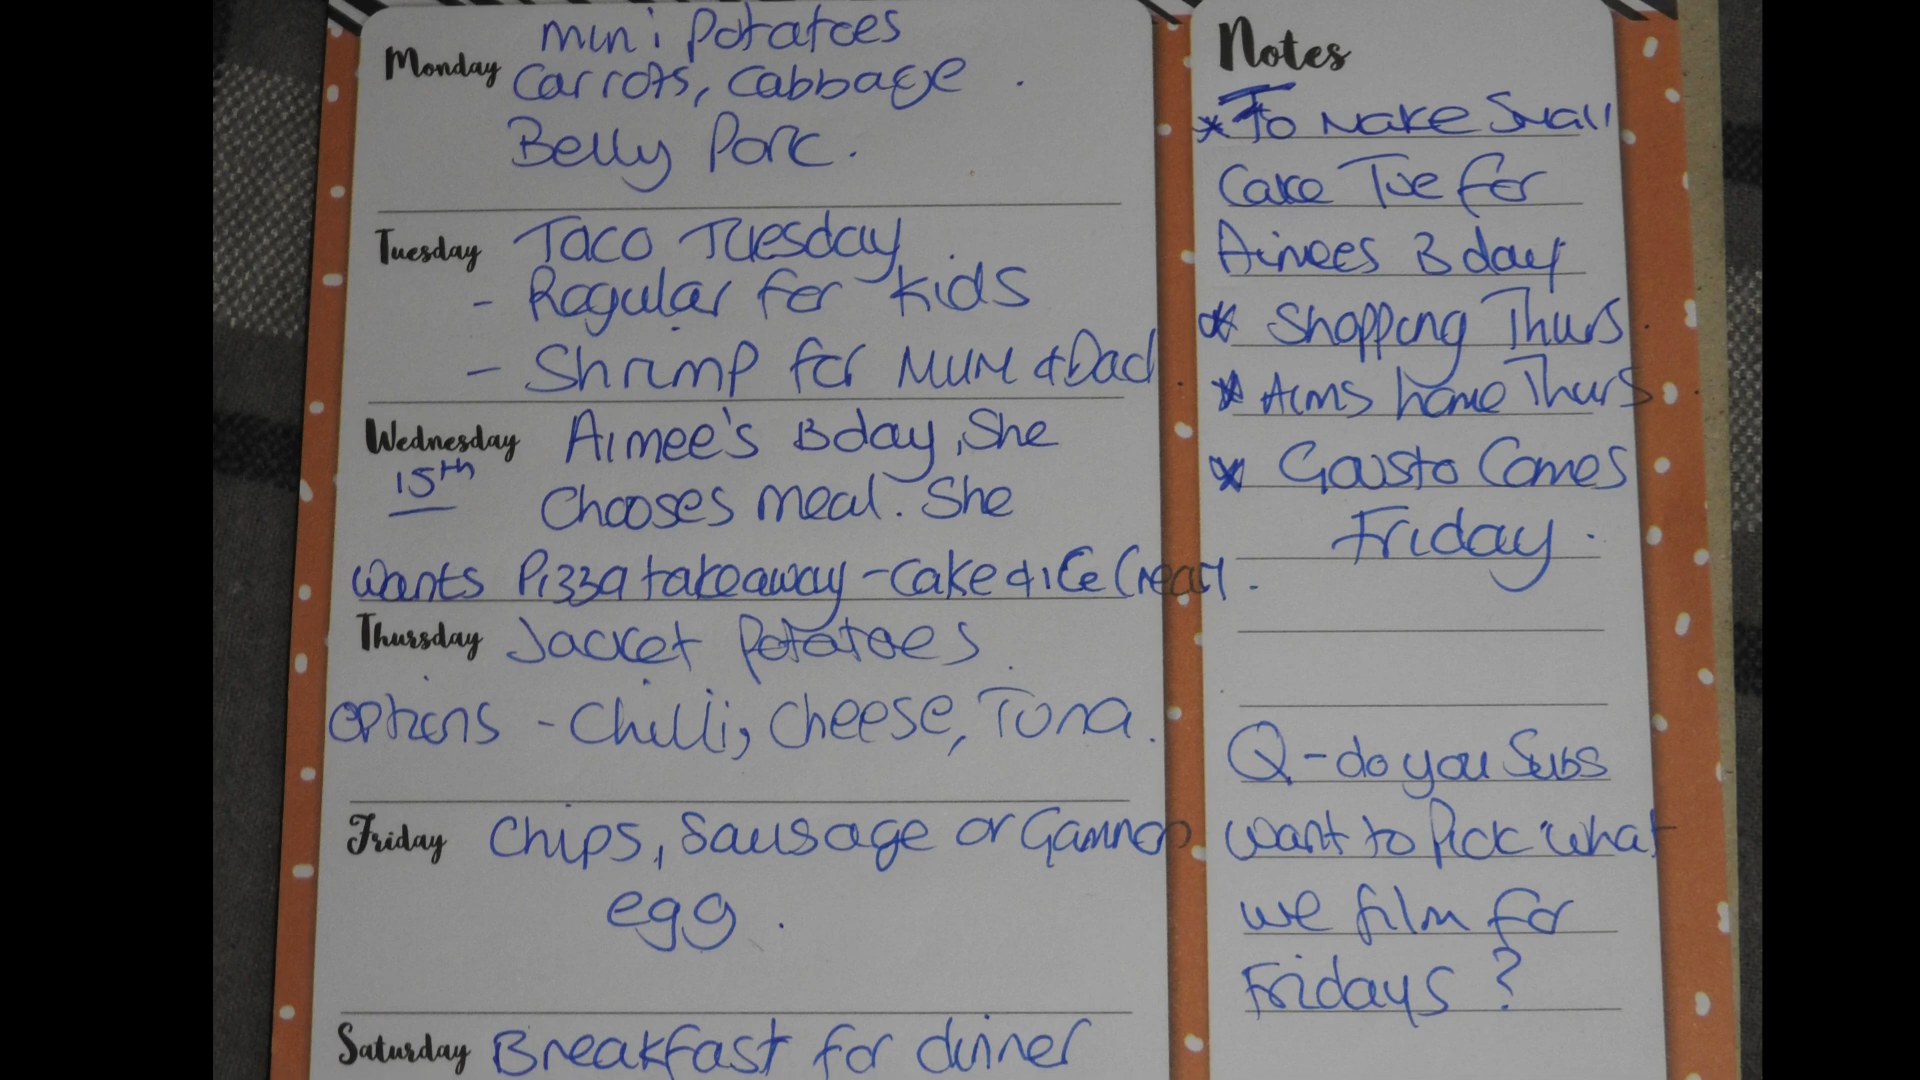 Monday mini Potatoes
Carrots, Cabbage.
Belly Pork.
Tuesday Taco Tuesday
- Regular for kids
- Shrimp for MUM & Dad
Wednesday Aimee's Bday, She
15th Chooses meal. She
wants Pizza takeaway - Cake & ice Cream.
Thursday Jacket Potatoes.
options - Chilli, Cheese, Tuna.
Friday Chips, Sausage or Gammon
egg.
Saturday Breakfast for dinner
Notes
* To Make Small
Cake Tue for
Aimees Bday
* Shopping Thurs.
* Aims home Thurs
* Gousto Comes
Friday.
Q - do you Subs
want to Pick what
we film for
Fridays?